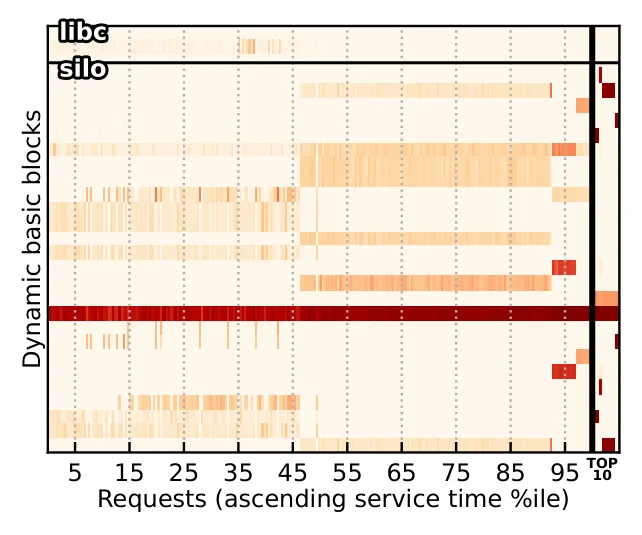 libc
silo
Dynamic basic blocks
5 15 25 35 45 55 65 75 85 95 TOP 10
Requests (ascending service time %ile)